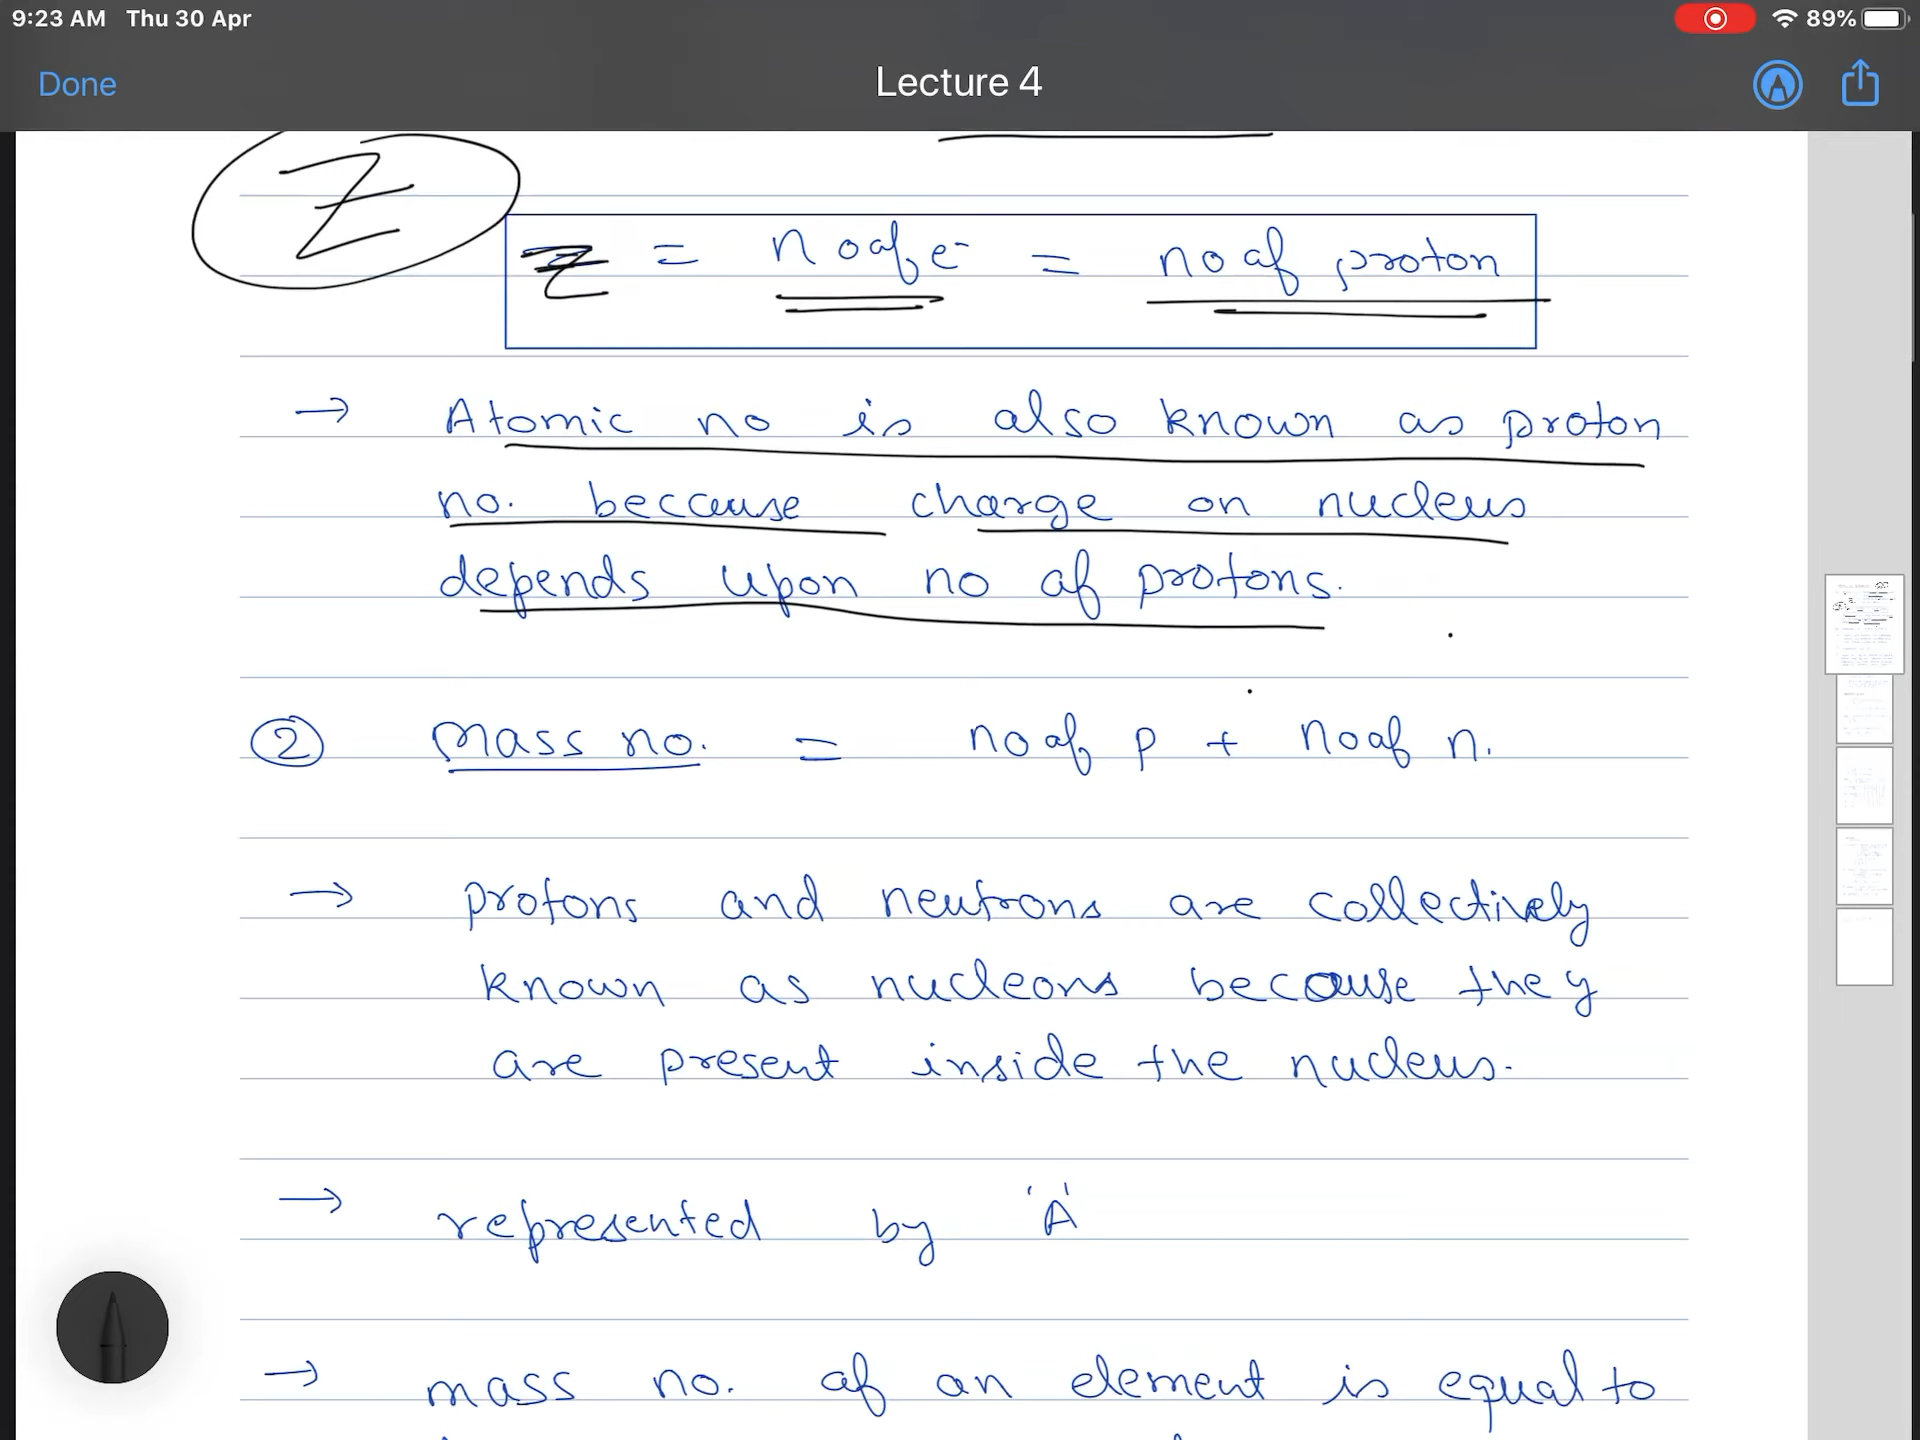 9:23 AM Thu 30 Apr 89%
Done Lecture 4
Z
Z = no of e- = no of proton
→ Atomic no is also known as proton
no. because charge on nucleus
depends upon no of protons.
② Mass no. = no of p + no of n.
→ protons and neutrons are collectively
known as nucleons because they
are present inside the nucleus.
→ represented by 'A'
→ mass no. of an element is equal to